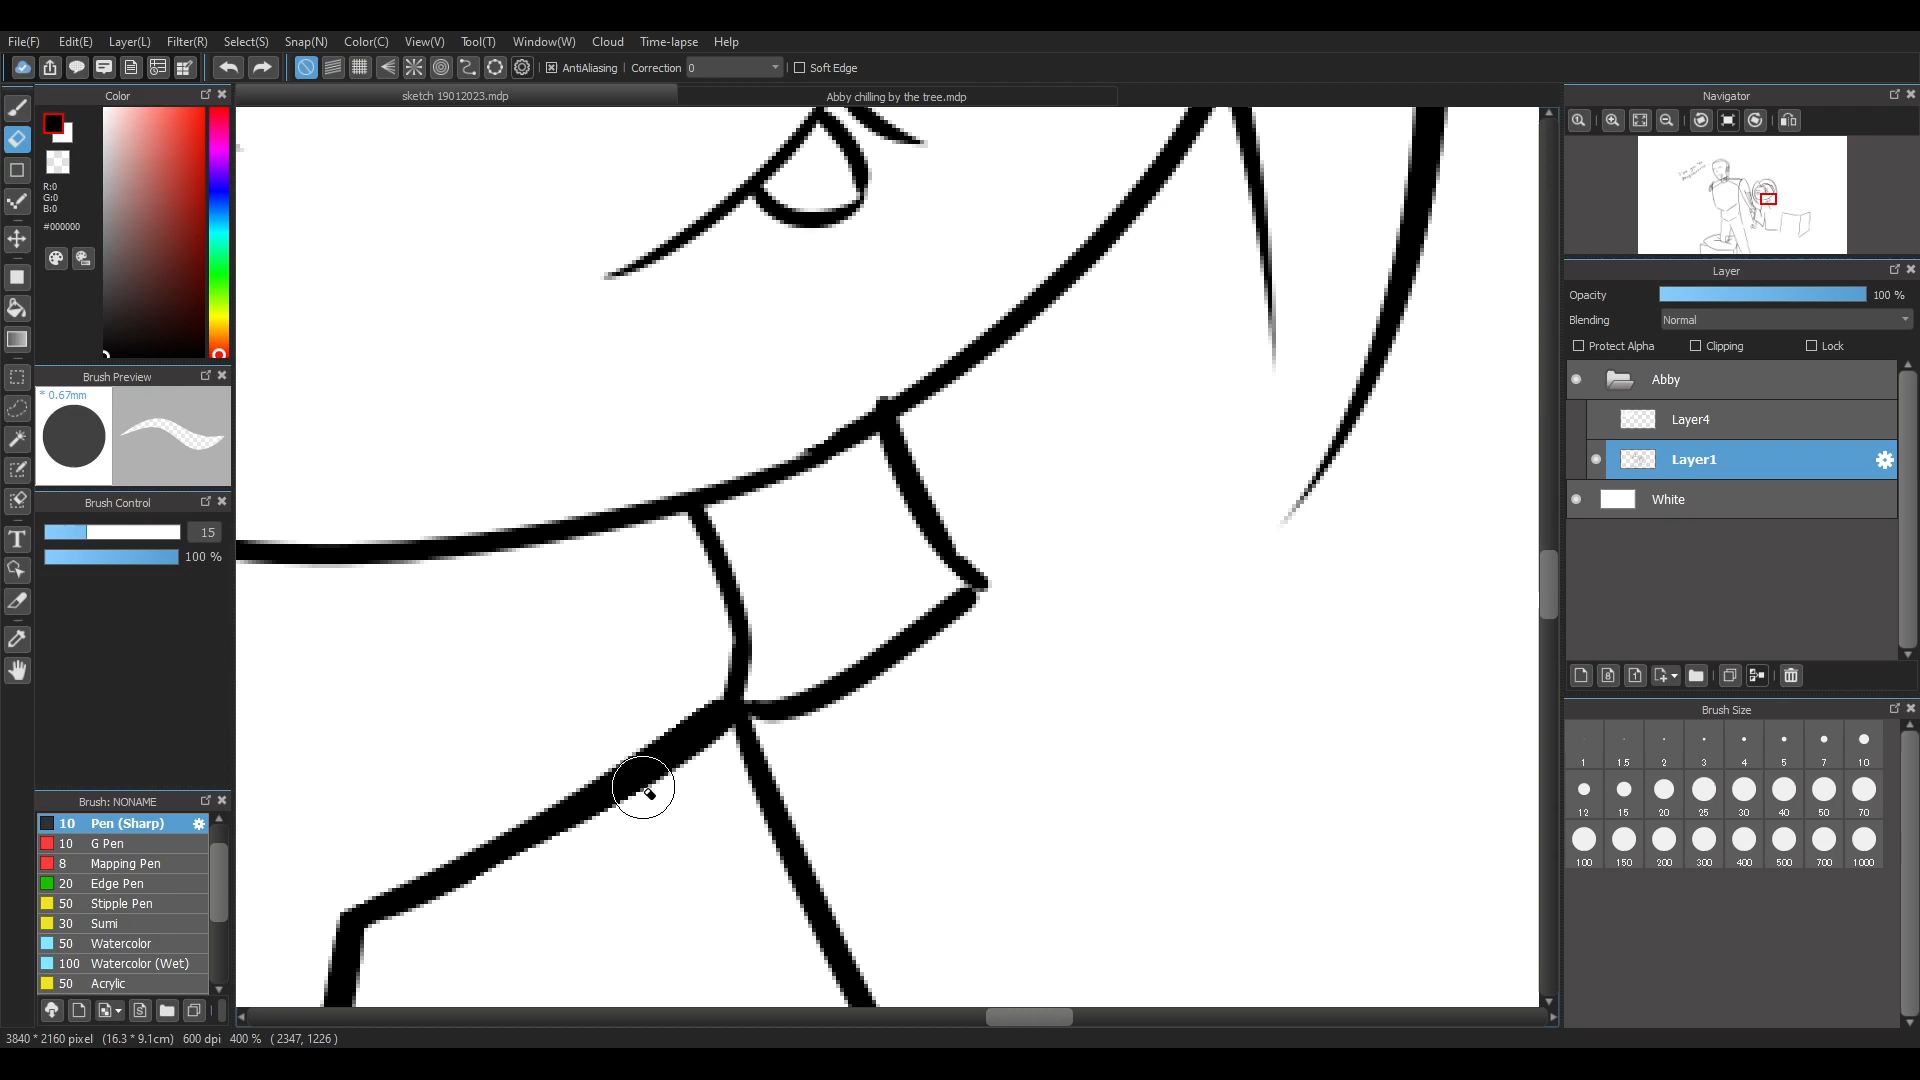 File(F) Edit(E) Layer(L) Filter(R) Select(S) Snap(N) Color(C) View(V) Tool(T) Window(W) Cloud Time-lapse Help
AntiAliasing Correction 0 Soft Edge
Color
sketch 19012023.mdp
Abby chilling by the tree.mdp
Navigator
R:0
G:0
B:0
#000000
Layer
Opacity 100 %
Blending Normal
Protect Alpha Clipping Lock
Brush Preview
* 0.67mm
Abby
Layer4
Layer1
White
Brush Control
15
100 %
Brush Size
1 1.5 2 3 4 5 7 10
12 15 20 25 30 40 50 70
100 150 200 300 400 500 700 1000
Brush: NONAME
10 Pen (Sharp)
10 G Pen
8 Mapping Pen
20 Edge Pen
50 Stipple Pen
30 Sumi
50 Watercolor
100 Watercolor (Wet)
50 Acrylic
3840 * 2160 pixel (16.3 * 9.1cm) 600 dpi 400 % ( 2347, 1226 )